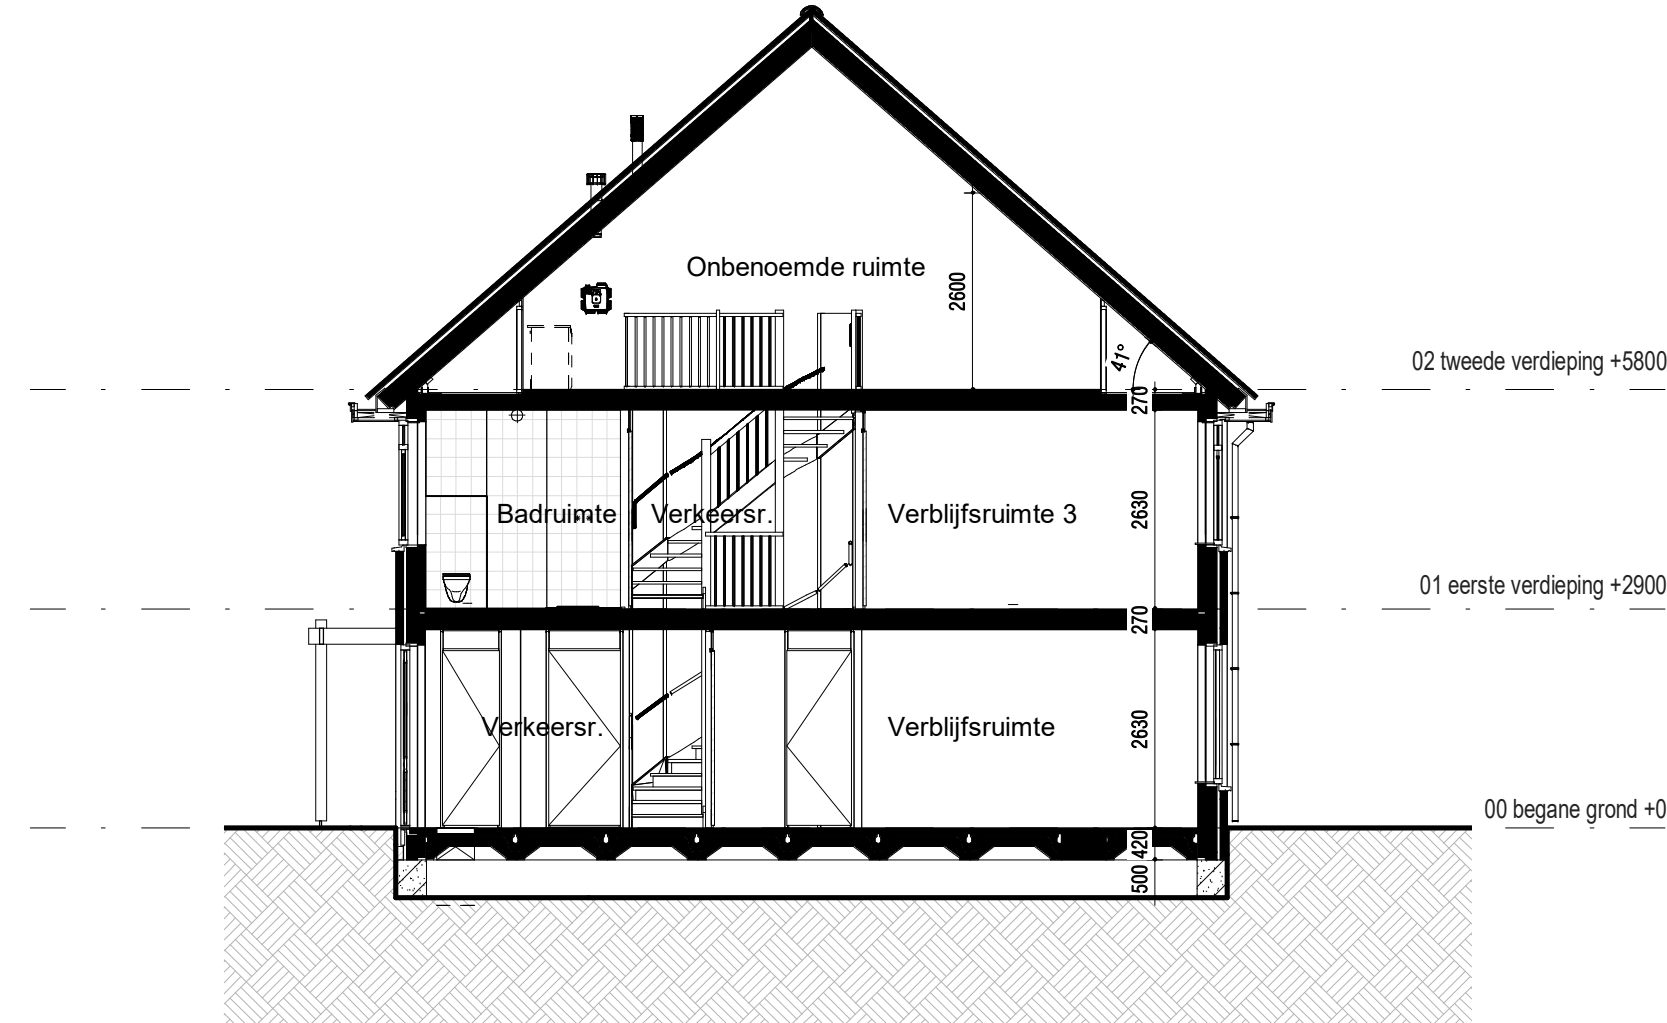 Onbenoemde ruimte
2600
41°
02 tweede verdieping +5800
270
Badruimte
Verkeersr.
Verblijfsruimte 3
2630
01 eerste verdieping +2900
270
Verkeersr.
Verblijfsruimte
2630
00 begane grond +0
420
500